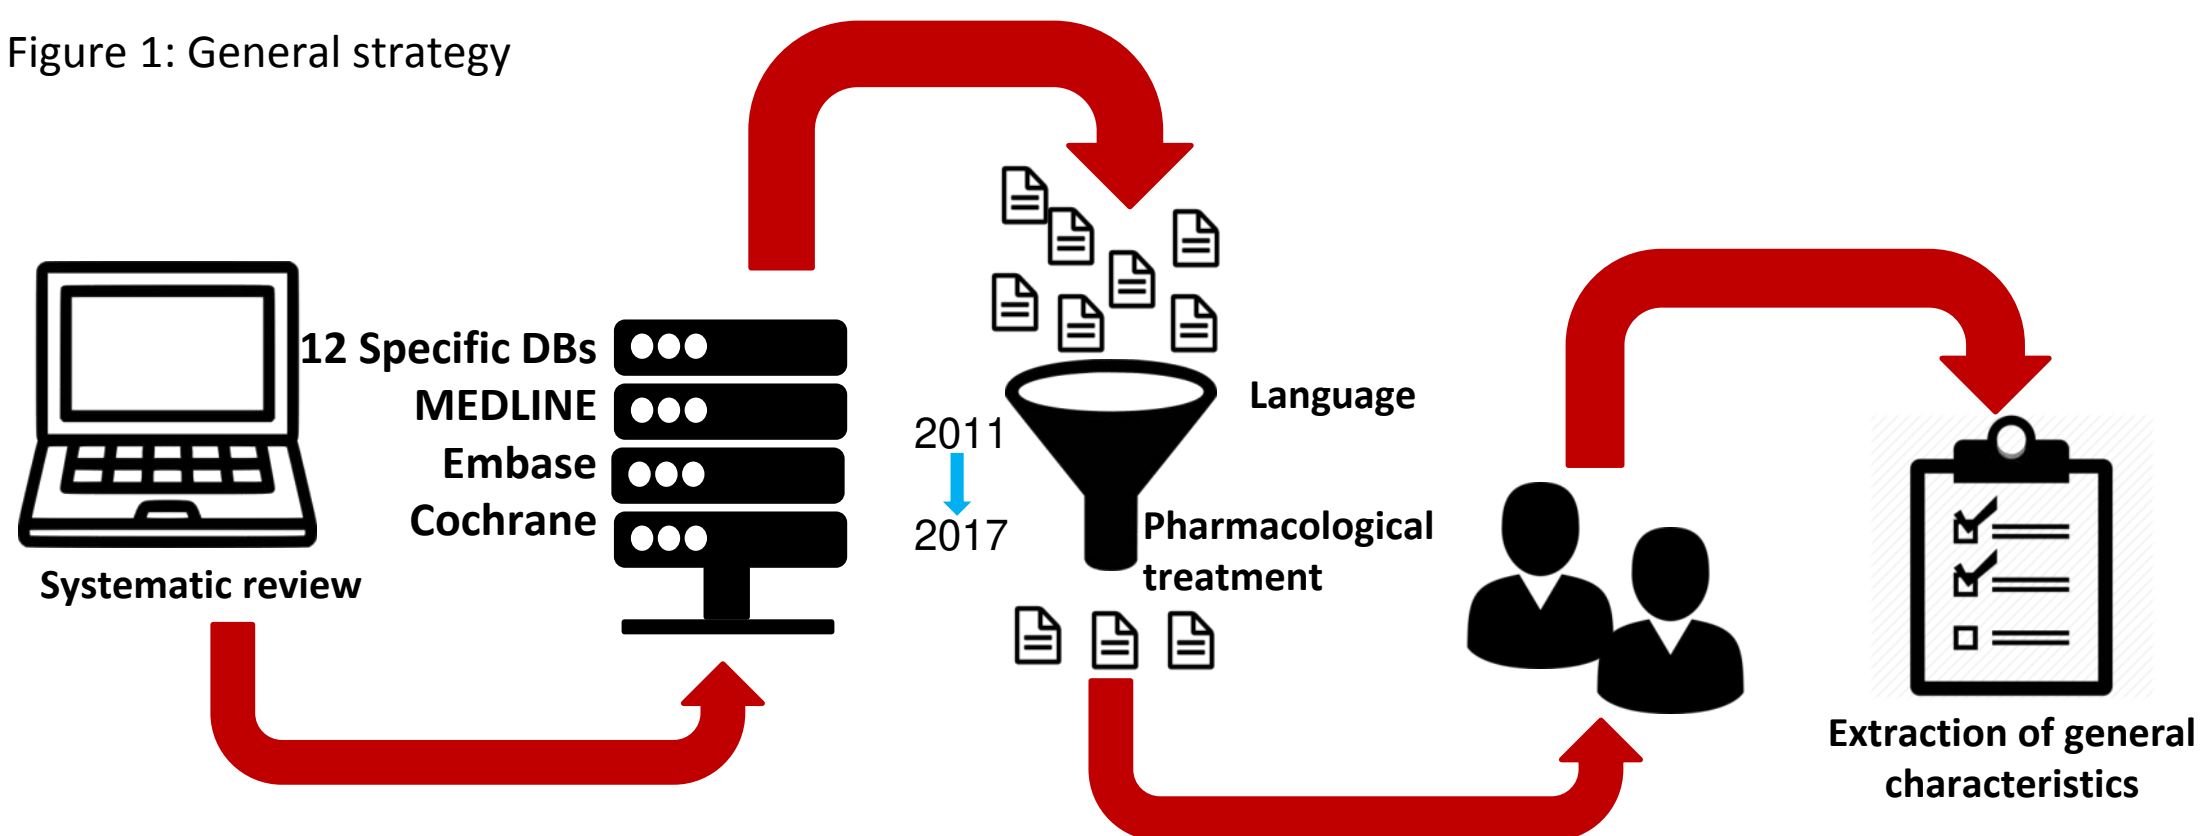 Figure 1: General strategy
12 Specific DBs
MEDLINE
Embase
Cochrane
Systematic review
2011
2017
Language
Pharmacological
treatment
Extraction of general
characteristics